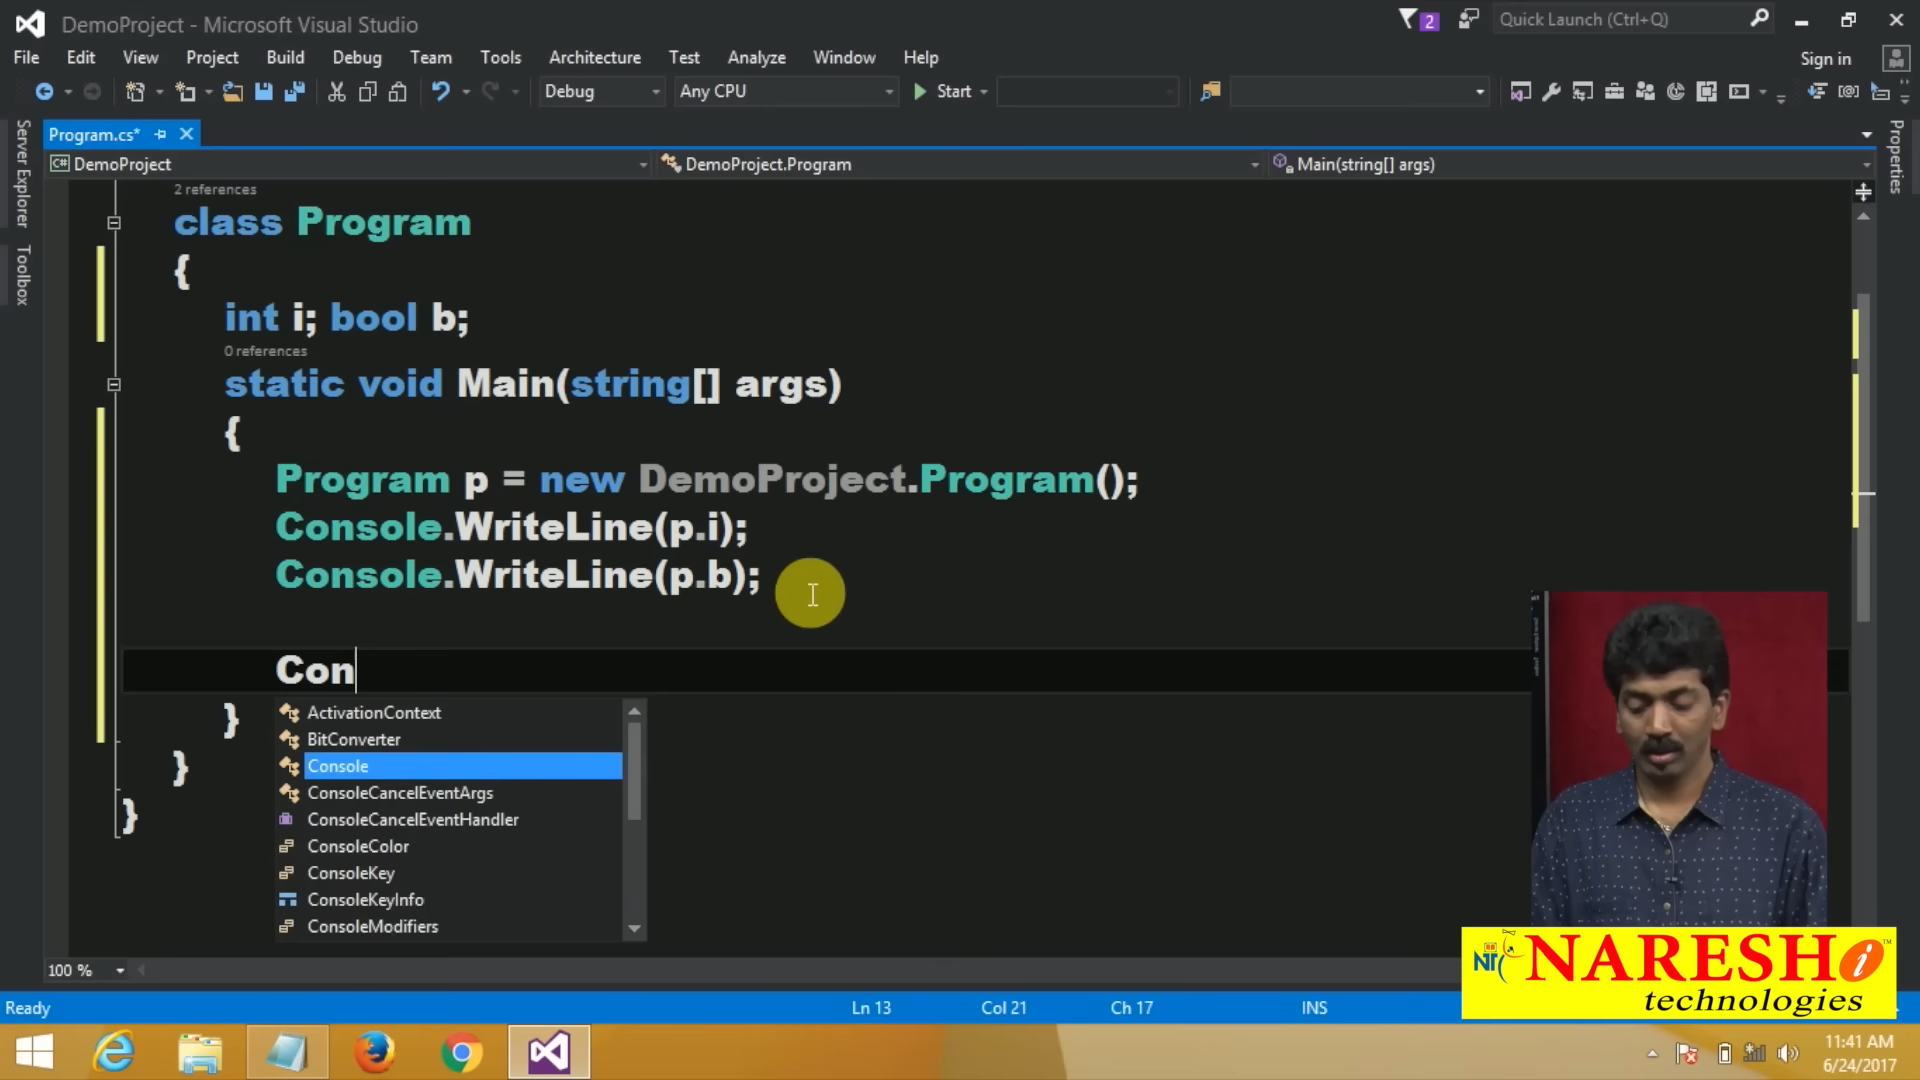 DemoProject - Microsoft Visual Studio
2
Quick Launch (Ctrl+Q)
File Edit View Project Build Debug Team Tools Architecture Test Analyze Window Help
Sign in
Debug
Any CPU
Start
Server Explorer
Toolbox
Properties
Program.cs*
C# DemoProject
DemoProject.Program
Main(string[] args)
2 references
class Program
{
int i; bool b;
0 references
static void Main(string[] args)
{
Program p = new DemoProject.Program();
Console.WriteLine(p.i);
Console.WriteLine(p.b);
Con
}
}
}
ActivationContext
BitConverter
Console
ConsoleCancelEventArgs
ConsoleCancelEventHandler
ConsoleColor
ConsoleKey
ConsoleKeyInfo
ConsoleModifiers
100 %
NT
NARESH i ™
technologies
Ready
Ln 13
Col 21
Ch 17
INS
11:41 AM
6/24/2017